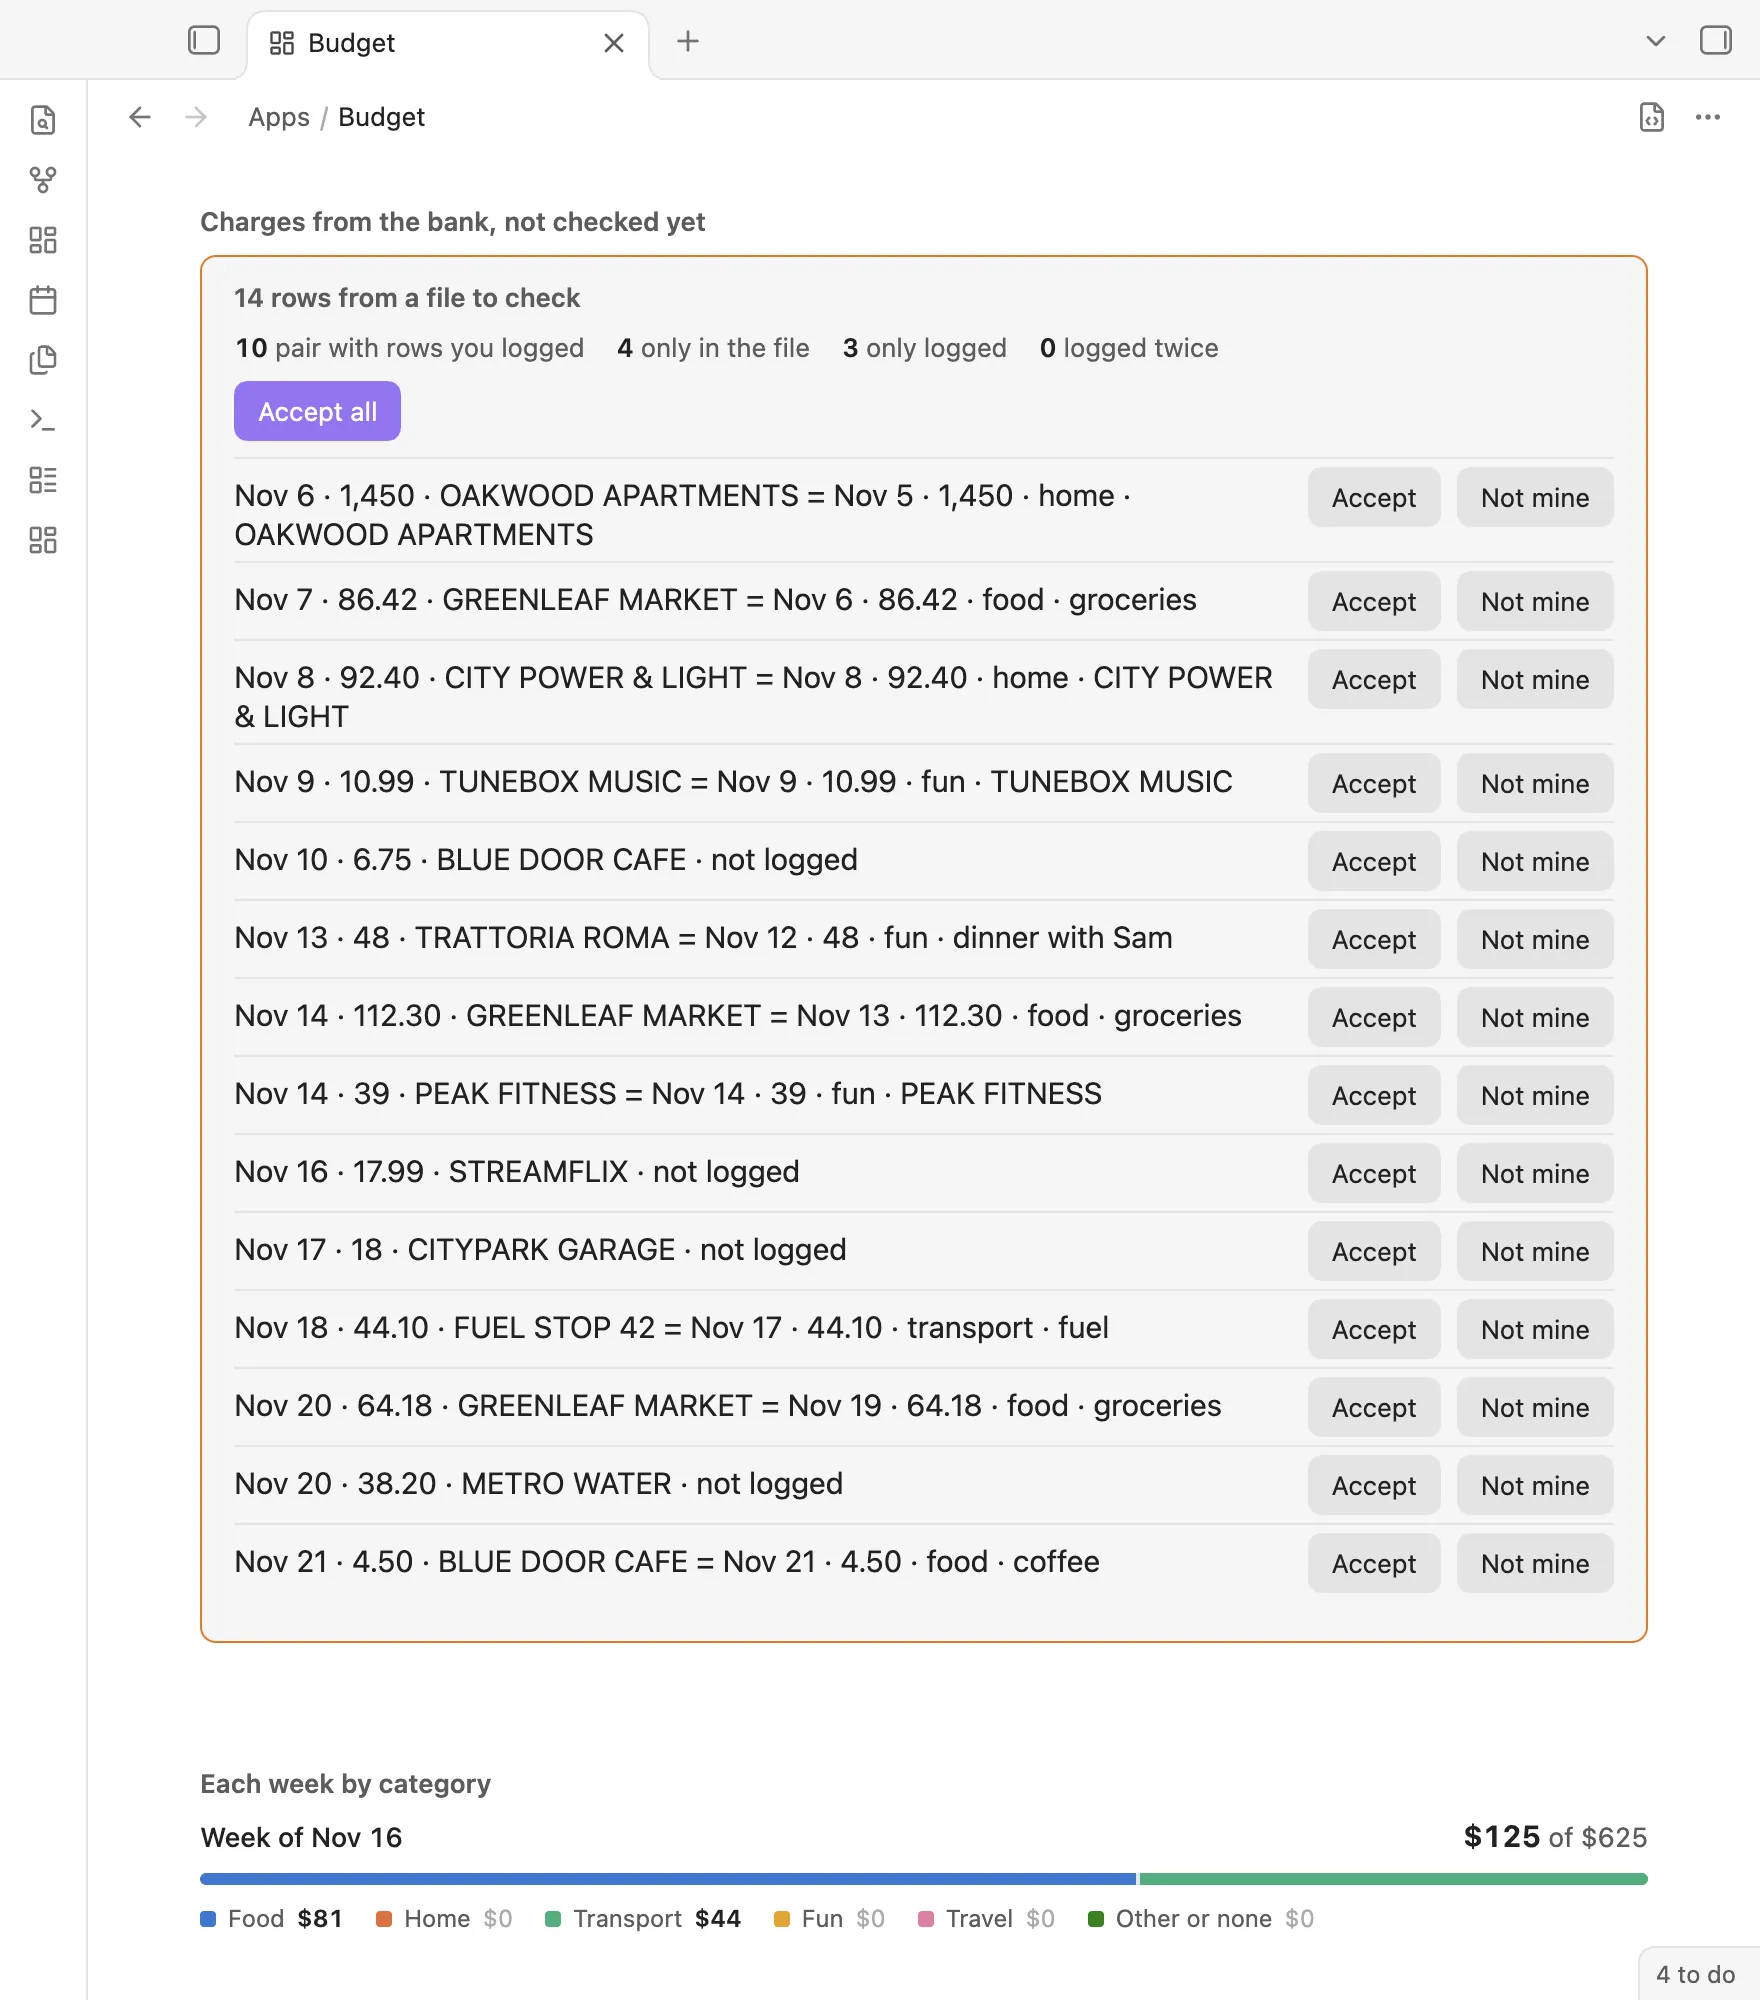 Budget
Apps / Budget
Charges from the bank, not checked yet
14 rows from a file to check
10 pair with rows you logged 4 only in the file 3 only logged 0 logged twice
Accept all
Nov 6 · 1,450 · OAKWOOD APARTMENTS = Nov 5 · 1,450 · home ·
OAKWOOD APARTMENTS
Accept Not mine
Nov 7 · 86.42 · GREENLEAF MARKET = Nov 6 · 86.42 · food · groceries Accept Not mine
Nov 8 · 92.40 · CITY POWER & LIGHT = Nov 8 · 92.40 · home · CITY POWER
& LIGHT
Accept Not mine
Nov 9 · 10.99 · TUNEBOX MUSIC = Nov 9 · 10.99 · fun · TUNEBOX MUSIC Accept Not mine
Nov 10 · 6.75 · BLUE DOOR CAFE · not logged Accept Not mine
Nov 13 · 48 · TRATTORIA ROMA = Nov 12 · 48 · fun · dinner with Sam Accept Not mine
Nov 14 · 112.30 · GREENLEAF MARKET = Nov 13 · 112.30 · food · groceries Accept Not mine
Nov 14 · 39 · PEAK FITNESS = Nov 14 · 39 · fun · PEAK FITNESS Accept Not mine
Nov 16 · 17.99 · STREAMFLIX · not logged Accept Not mine
Nov 17 · 18 · CITYPARK GARAGE · not logged Accept Not mine
Nov 18 · 44.10 · FUEL STOP 42 = Nov 17 · 44.10 · transport · fuel Accept Not mine
Nov 20 · 64.18 · GREENLEAF MARKET = Nov 19 · 64.18 · food · groceries Accept Not mine
Nov 20 · 38.20 · METRO WATER · not logged Accept Not mine
Nov 21 · 4.50 · BLUE DOOR CAFE = Nov 21 · 4.50 · food · coffee Accept Not mine
Each week by category
Week of Nov 16 $125 of $625
Food $81 Home $0 Transport $44 Fun $0 Travel $0 Other or none $0
4 to do